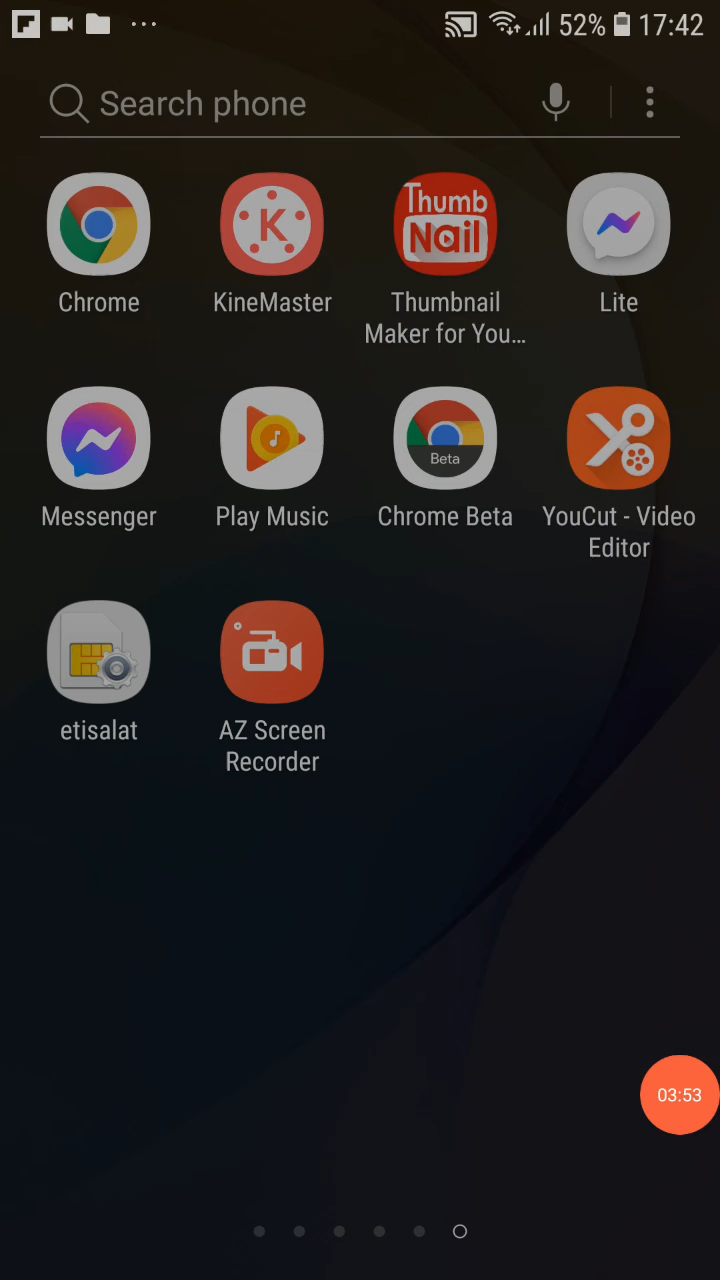 52% 17:42
Search phone
Thumb
Nail
K
Chrome KineMaster Thumbnail Lite
Maker for You...
Beta
Messenger Play Music Chrome Beta YouCut - Video
Editor
etisalat AZ Screen
Recorder
03:53